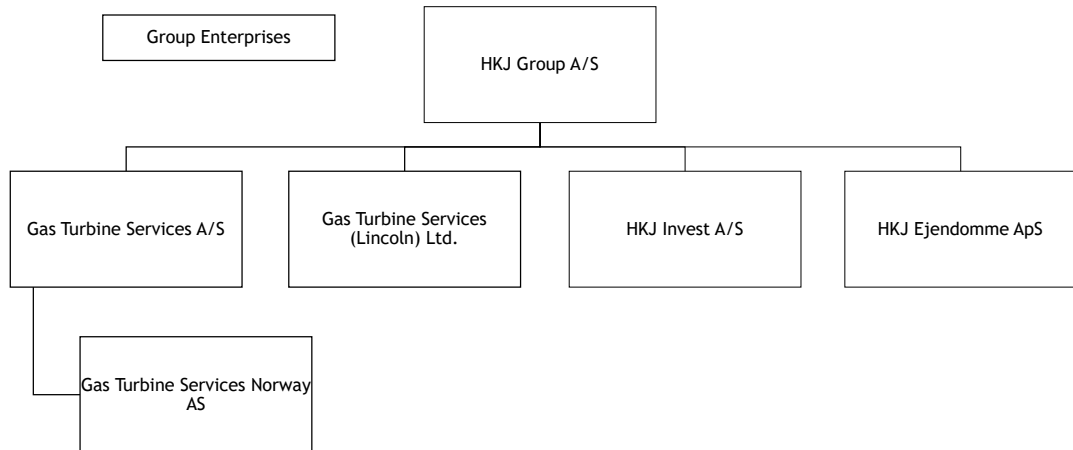 Group Enterprises
HKJ Group A/S
Gas Turbine Services A/S
Gas Turbine Services
(Lincoln) Ltd.
HKJ Invest A/S
HKJ Ejendomme ApS
Gas Turbine Services Norway
AS